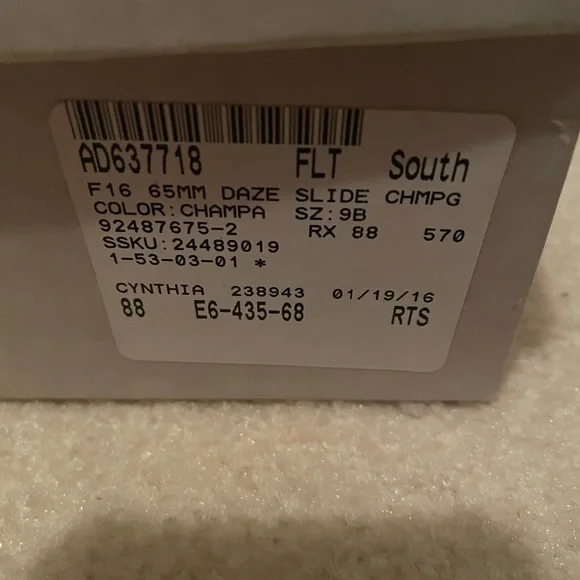 AD637718 FLT South
F16 65MM DAZE SLIDE CHMPG
COLOR:CHAMPA SZ:9B
92487675-2 RX 88 570
SSKU:24489019
1-53-03-01 *
CYNTHIA 238943 01/19/16
88 E6-435-68 RTS